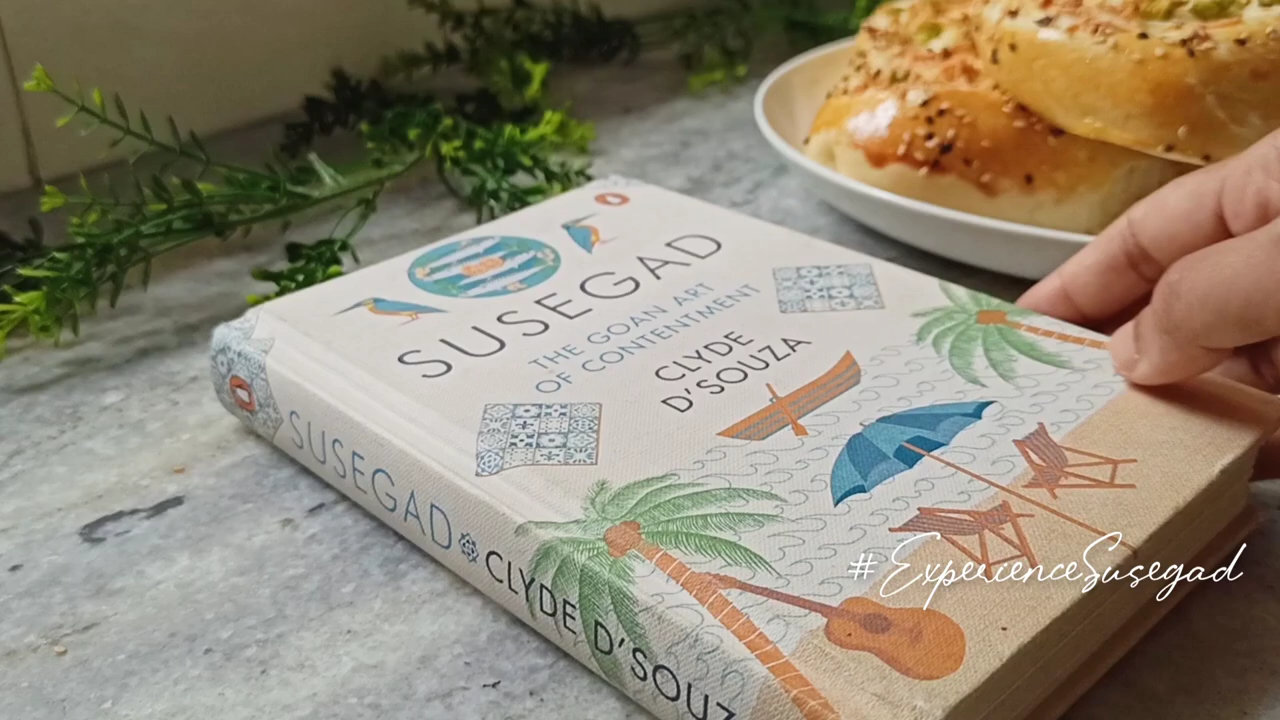 SUSEGAD
THE GOAN ART
OF CONTENTMENT
CLYDE
D'SOUZA
SUSEGAD CLYDE D'SOUZ
#ExperienceSusegad